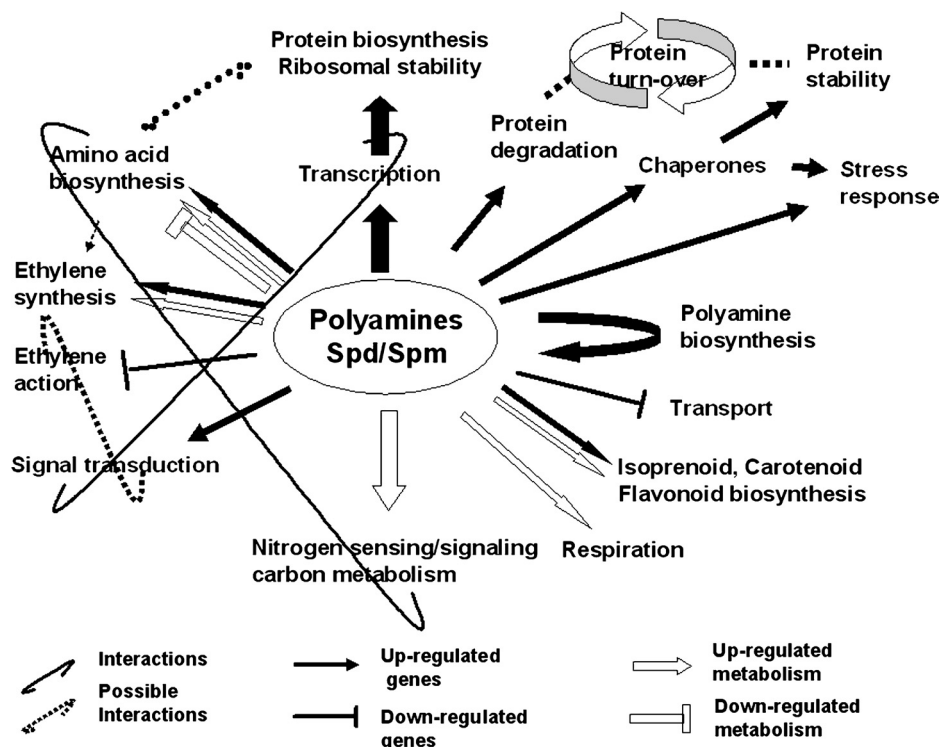 Protein biosynthesis
Ribosomal stability
Protein
turn-over
Protein
stability
Protein
degradation
Amino acid
biosynthesis
Transcription
Chaperones
Stress
response
Ethylene
synthesis
Polyamines
Spd/Spm
Polyamine
biosynthesis
Ethylene
action
Transport
Signal transduction
Isoprenoid, Carotenoid
Flavonoid biosynthesis
Nitrogen sensing/signaling
carbon metabolism
Respiration
Interactions
Possible
Interactions
Up-regulated
genes
Down-regulated
genes
Up-regulated
metabolism
Down-regulated
metabolism